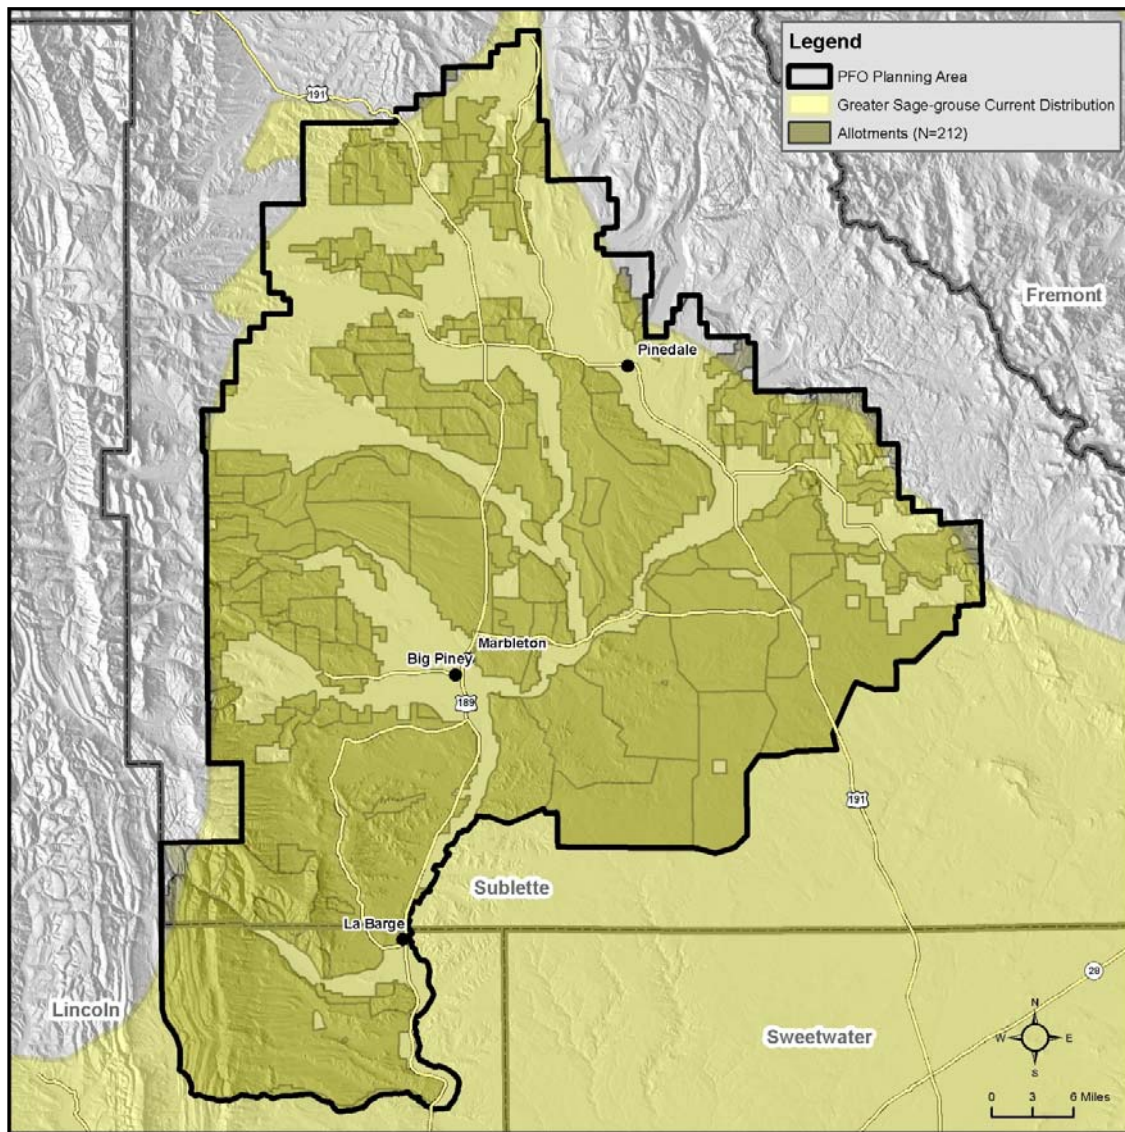 Legend
PFO Planning Area
Greater Sage-grouse Current Distribution
Allotments (N=212)
191
Fremont
Pinedale
Marbleton
Big Piney
189
191
Sublette
La Barge
28
Lincoln
Sweetwater
N
W E
S
0 3 6 Miles